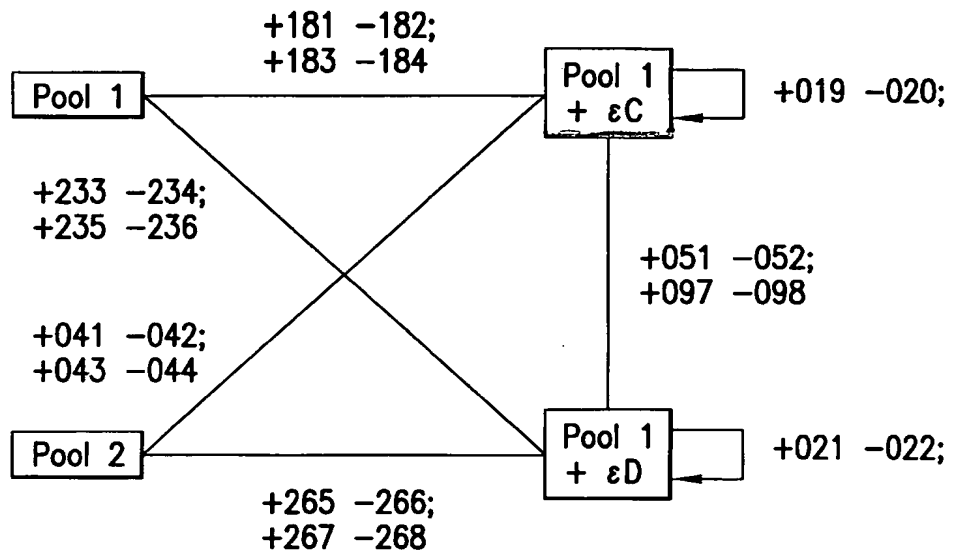 +181 -182;
+183 -184
Pool 1
Pool 1
+ εC
+019 -020;
+233 -234;
+235 -236
+051 -052;
+097 -098
+041 -042;
+043 -044
Pool 2
Pool 1
+ εD
+021 -022;
+265 -266;
+267 -268